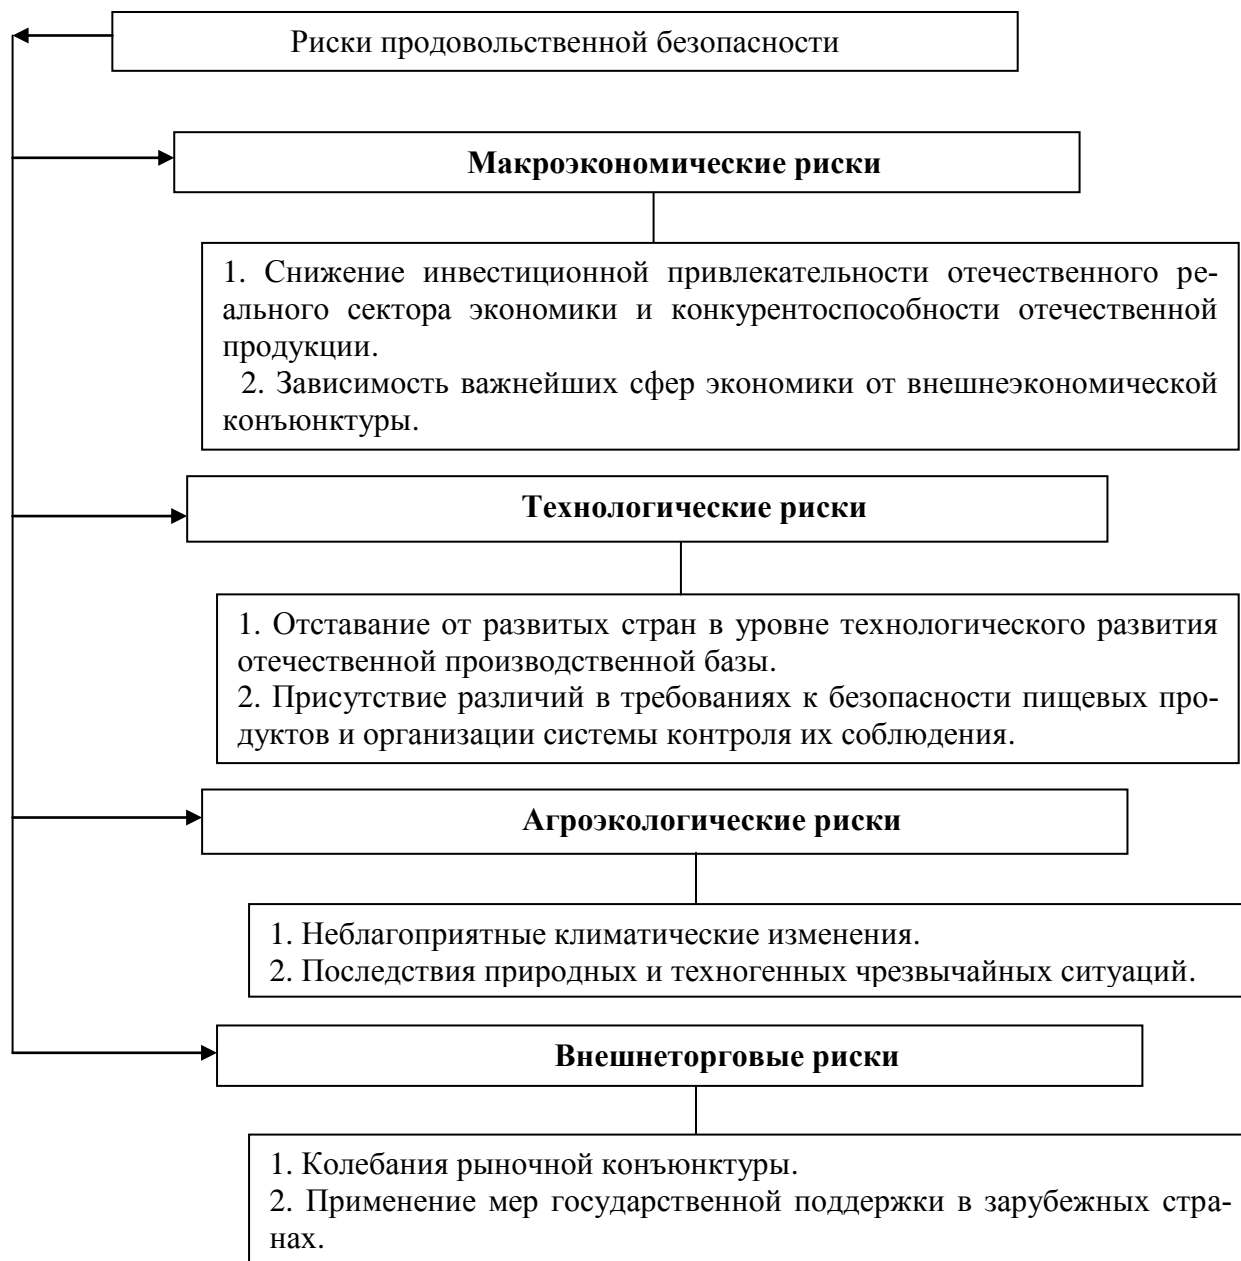 Риски продовольственной безопасности
Макроэкономические риски
1. Снижение инвестиционной привлекательности отечественного ре-
ального сектора экономики и конкурентоспособности отечественной
продукции.
2. Зависимость важнейших сфер экономики от внешнеэкономической
конъюнктуры.
Технологические риски
1. Отставание от развитых стран в уровне технологического развития
отечественной производственной базы.
2. Присутствие различий в требованиях к безопасности пищевых про-
дуктов и организации системы контроля их соблюдения.
Агроэкологические риски
1. Неблагоприятные климатические изменения.
2. Последствия природных и техногенных чрезвычайных ситуаций.
Внешнеторговые риски
1. Колебания рыночной конъюнктуры.
2. Применение мер государственной поддержки в зарубежных стра-
нах.